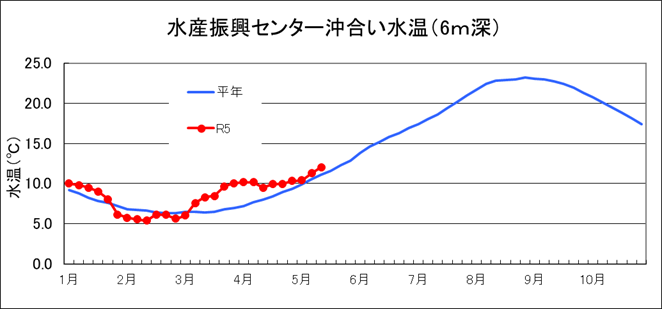 水産振興センター沖合い水温（6m深）
25.0
20.0
15.0
10.0
5.0
0.0
水温（℃）
平年
R5
1月 2月 3月 4月 5月 6月 7月 8月 9月 10月